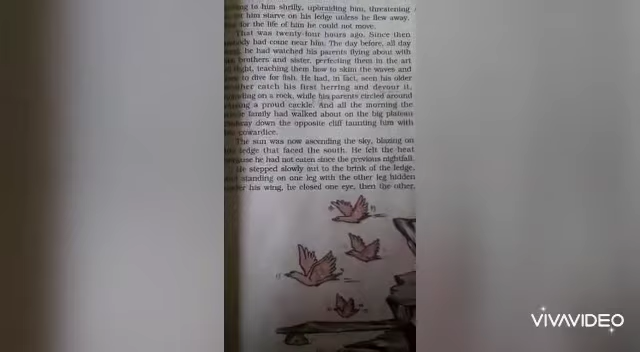 to him shrilly, upbraiding him, threatening
him starve on his ledge unless he flew away.
for the life of him he could not move.
That was twenty-four hours ago. Since then
had come near him. The day before, all day
he had watched his parents flying about with
brothers and sister, perfecting them in the art
flight, teaching them how to skim the waves and
to dive for fish. He had, in fact, seen his older
catch his first herring and devour it,
on a rock, while his parents circled around
a proud cackle. And all the morning the
family had walked about on the big plateau
down the opposite cliff taunting him with
cowardice.
The sun was now ascending the sky, blazing on
ledge that faced the south. He felt the heat
he had not eaten since the previous nightfall.
He stepped slowly out to the brink of the ledge,
standing on one leg with the other leg hidden
his wing, he closed one eye, then the other,
VIVAVIDEO